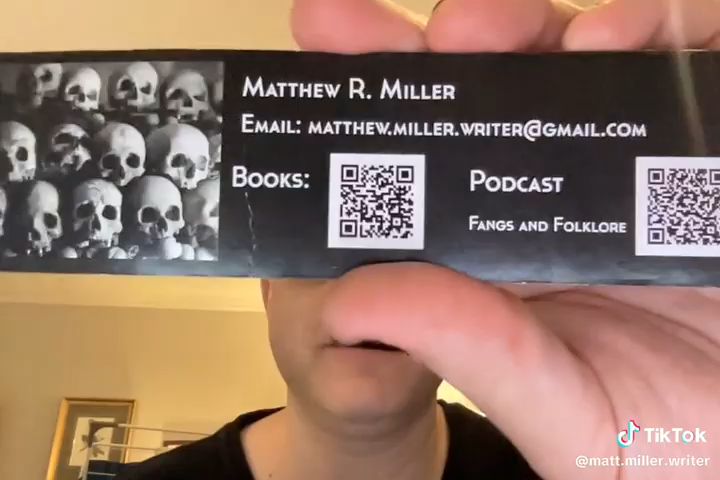 MATTHEW R. MILLER
EMAIL: MATTHEW.MILLER.WRITER@GMAIL.COM
BOOKS:
PODCAST
FANGS AND FOLKLORE
TikTok
@matt.miller.writer